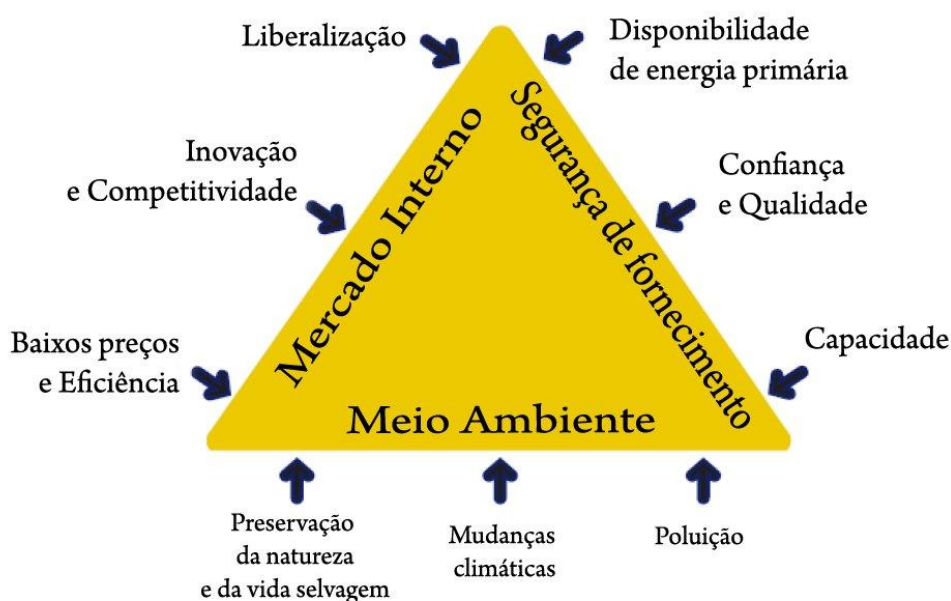 Liberalização
Disponibilidade
de energia primária
Inovação
e Competitividade
Confiança
e Qualidade
Baixos preços
e Eficiência
Capacidade
Mercado Interno
Segurança de fornecimento
Meio Ambiente
Preservação
da natureza
e da vida selvagem
Mudanças
climáticas
Poluição